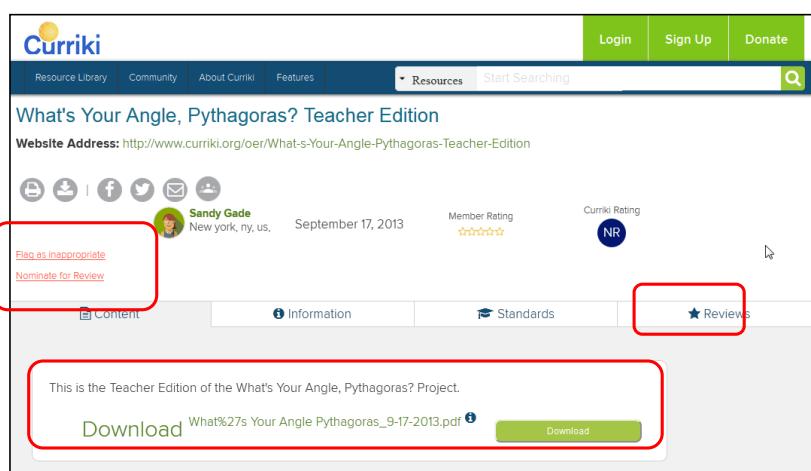 Curriki
Login Sign Up Donate
Resource Library Community About Curriki Features Resources Start Searching
What's Your Angle, Pythagoras? Teacher Edition
Website Address: http://www.curriki.org/oer/What-s-Your-Angle-Pythagoras-Teacher-Edition
Sandy Gade
New york, ny, us,
September 17, 2013
Member Rating
Curriki Rating
NR
Flag as inappropriate
Nominate for Review
Content Information Standards Reviews
This is the Teacher Edition of the What's Your Angle, Pythagoras? Project.
Download What%27s Your Angle Pythagoras_9-17-2013.pdf Download